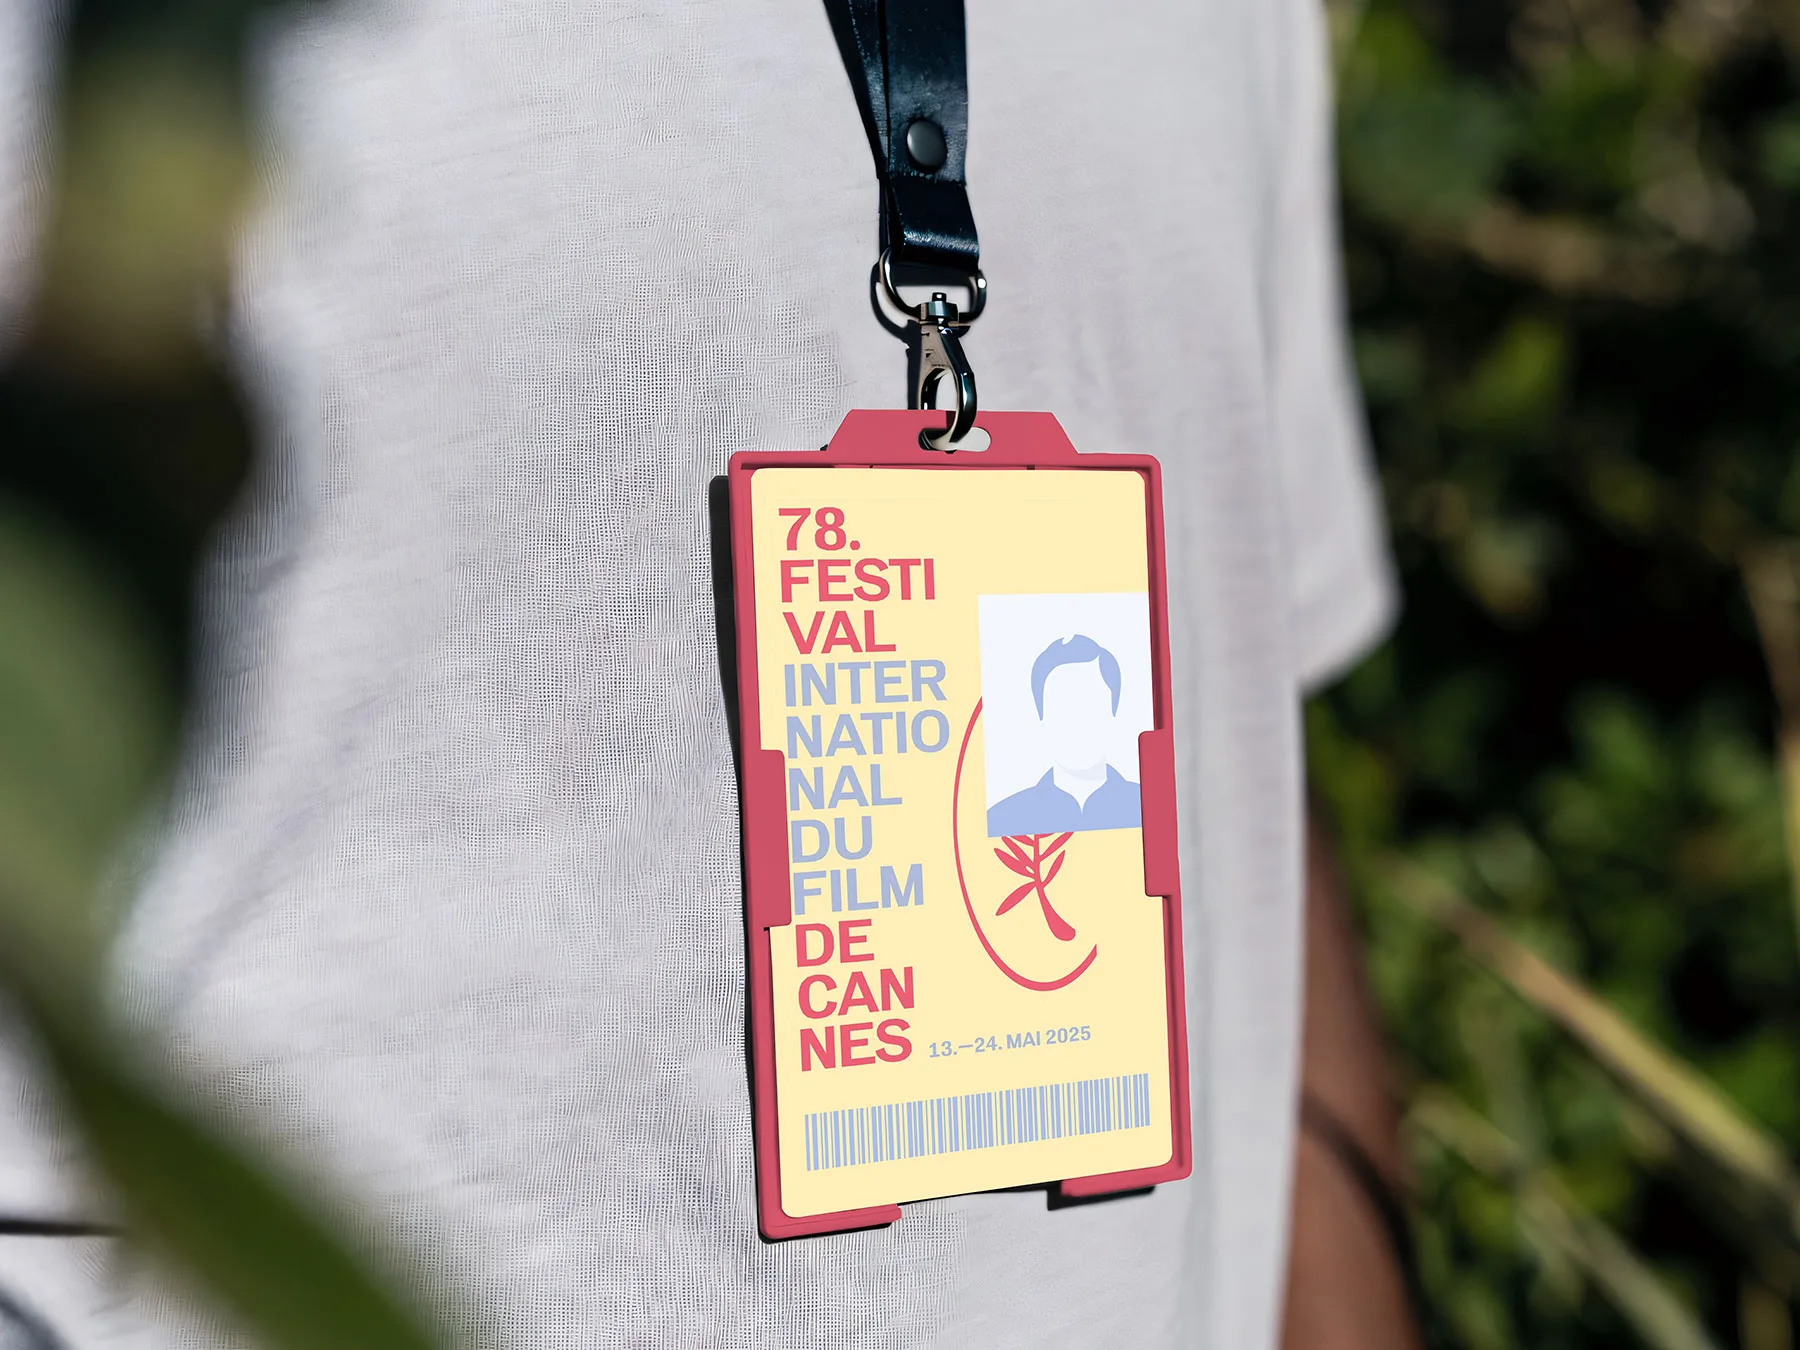 78.
FESTI
VAL
INTER
NATIO
NAL
DU
FILM
DE
CAN
NES
13.—24. MAI 2025